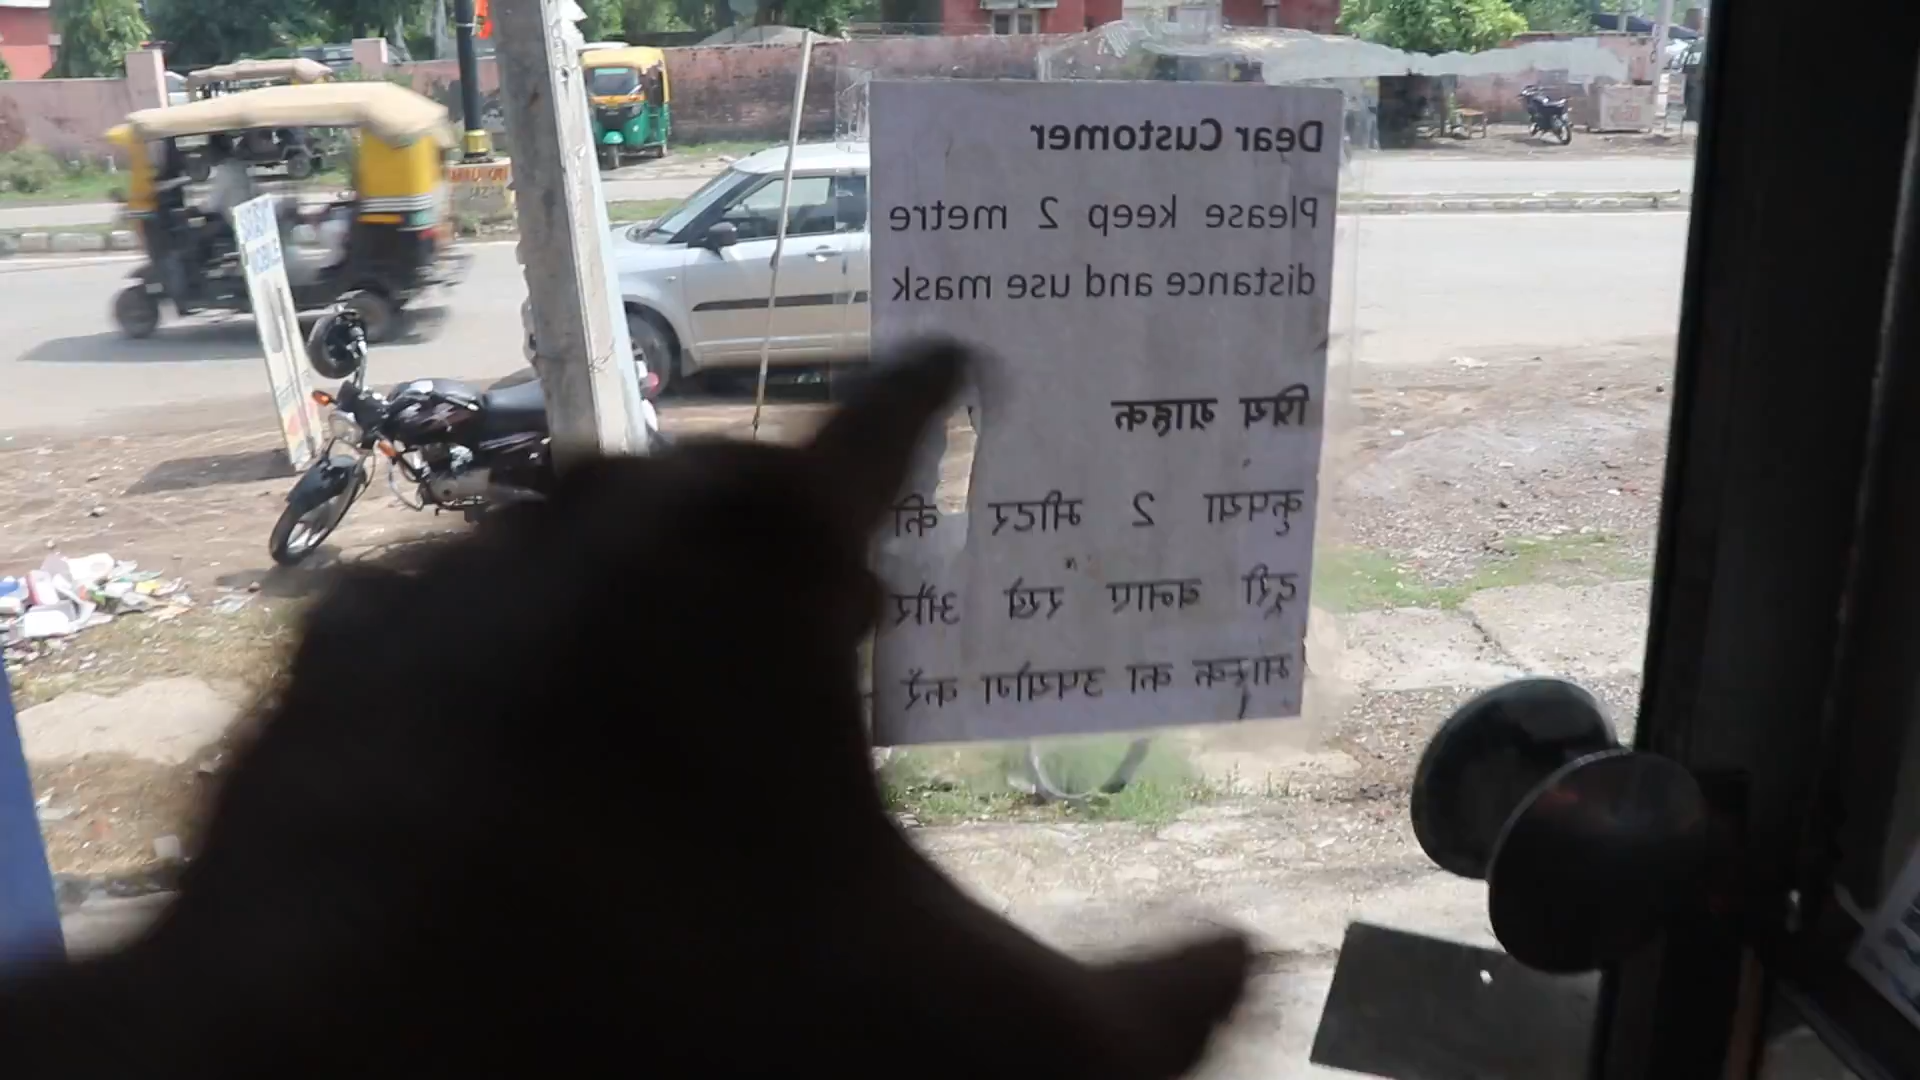 Dear Customer
Please keep 2 metre
distance and use mask
प्रिय ग्राहक
कृपया 2 मीटर की
दूरी बनाए रखे और
मास्क का उपयोग करें